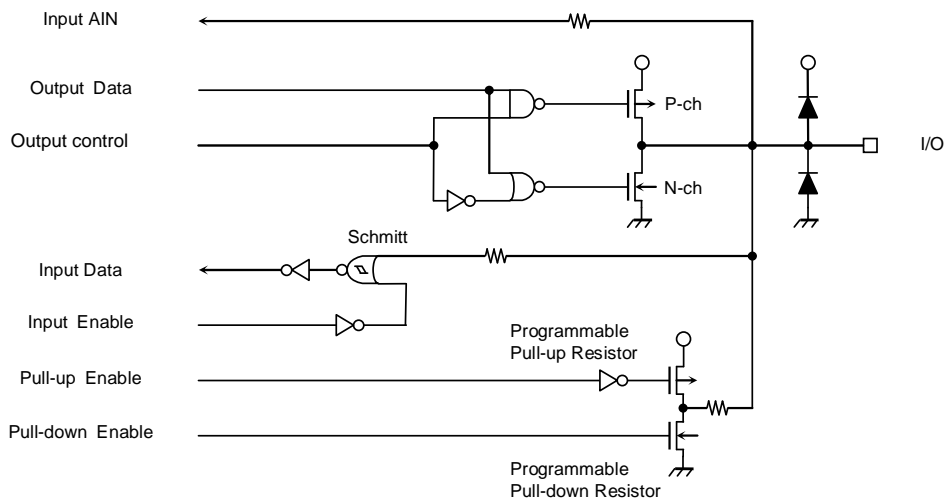 Input AIN
Output Data
P-ch
Output control
I/O
N-ch
Schmitt
Input Data
Input Enable
Programmable
Pull-up Resistor
Pull-up Enable
Pull-down Enable
Programmable
Pull-down Resistor